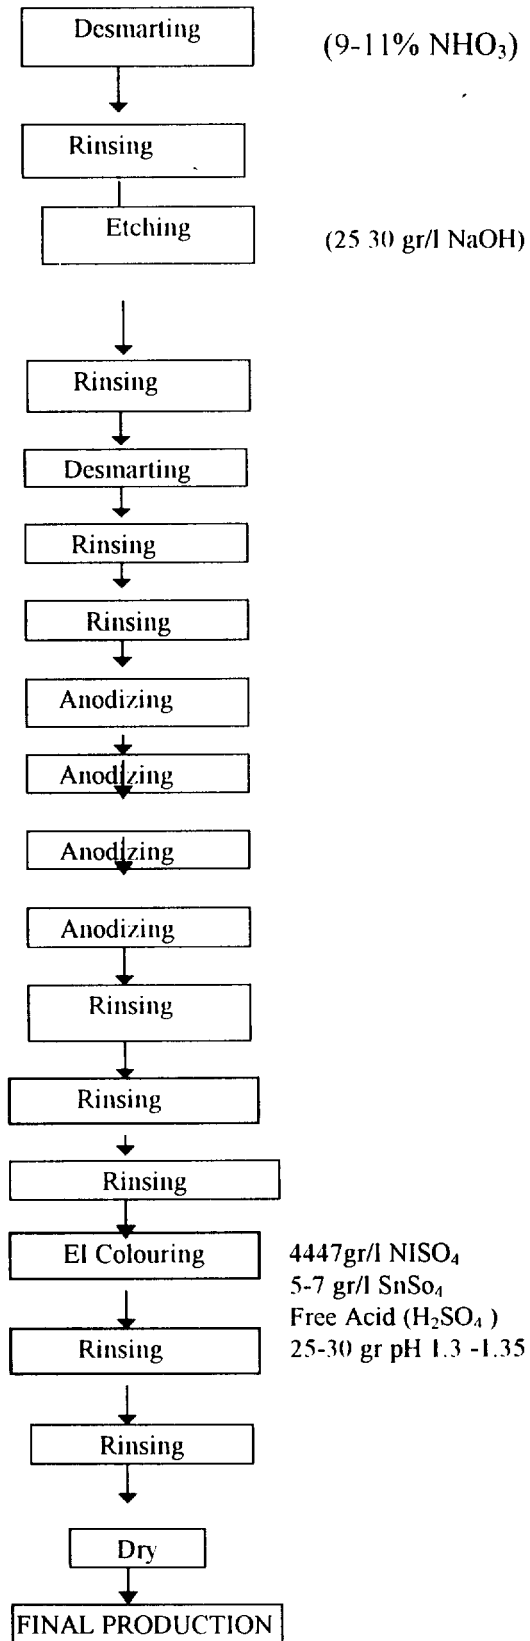 Desmarting
(9-11% NHO₃)
Rinsing
Etching
(25 30 gr/l NaOH)
Rinsing
Desmarting
Rinsing
Rinsing
Anodizing
Anodizing
Anodizing
Anodizing
Rinsing
Rinsing
Rinsing
El Colouring
4447gr/l NISO₄
5-7 gr/l SnSo₄
Free Acid (H₂SO₄ )
Rinsing
25-30 gr pH 1.3 -1.35
Rinsing
Dry
FINAL PRODUCTION